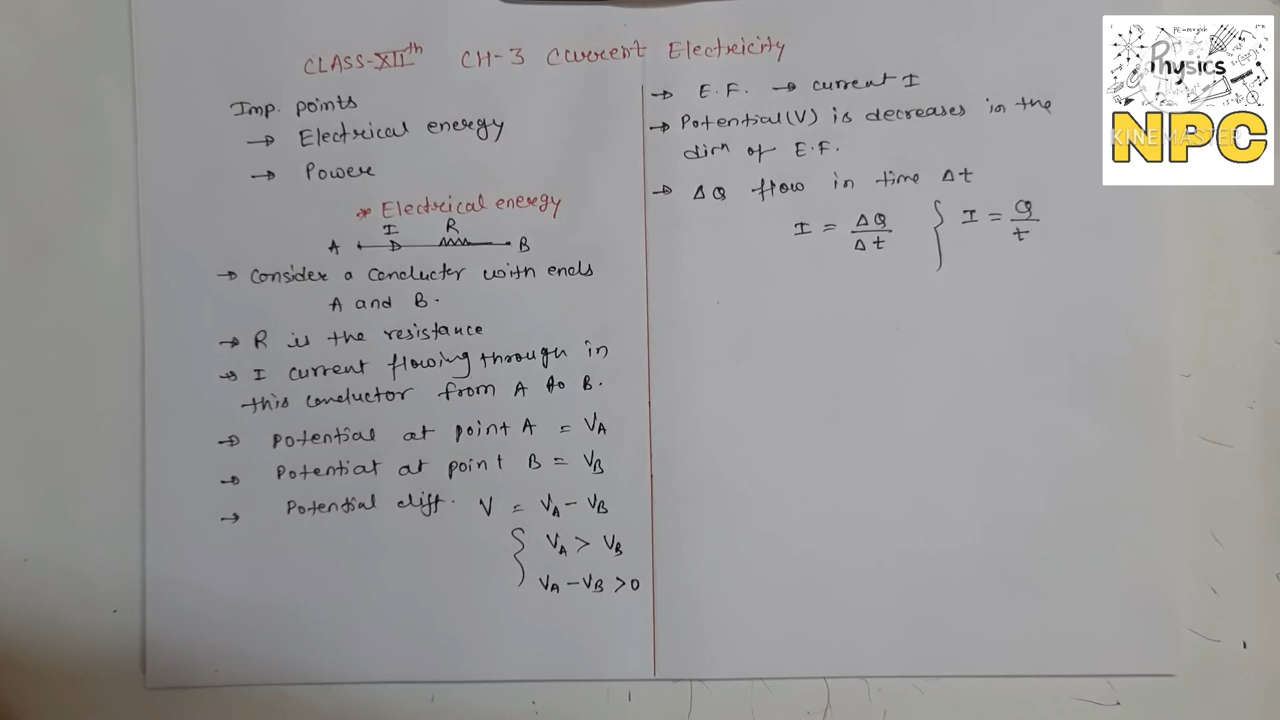 CLASS-XIIth CH-3 Current Electricity
Imp. points
→ Electrical energy
→ Power
* Electrical energy
I R
A B
→ Consider a conductor with ends
A and B.
→ R is the resistance
→ I current flowing through in
this conductor from A to B.
→ Potential at point A = VA
→ Potential at point B = VB
→ Potential diff. V = VA - VB
{ VA > VB
VA - VB > 0
→ E.F. → current I
→ Potential (V) is decreases in the
dirn of E.F.
→ ΔQ flow in time Δt
I = ΔQ/Δt { I = Q/t
Physics
KINEMASTER
NPC